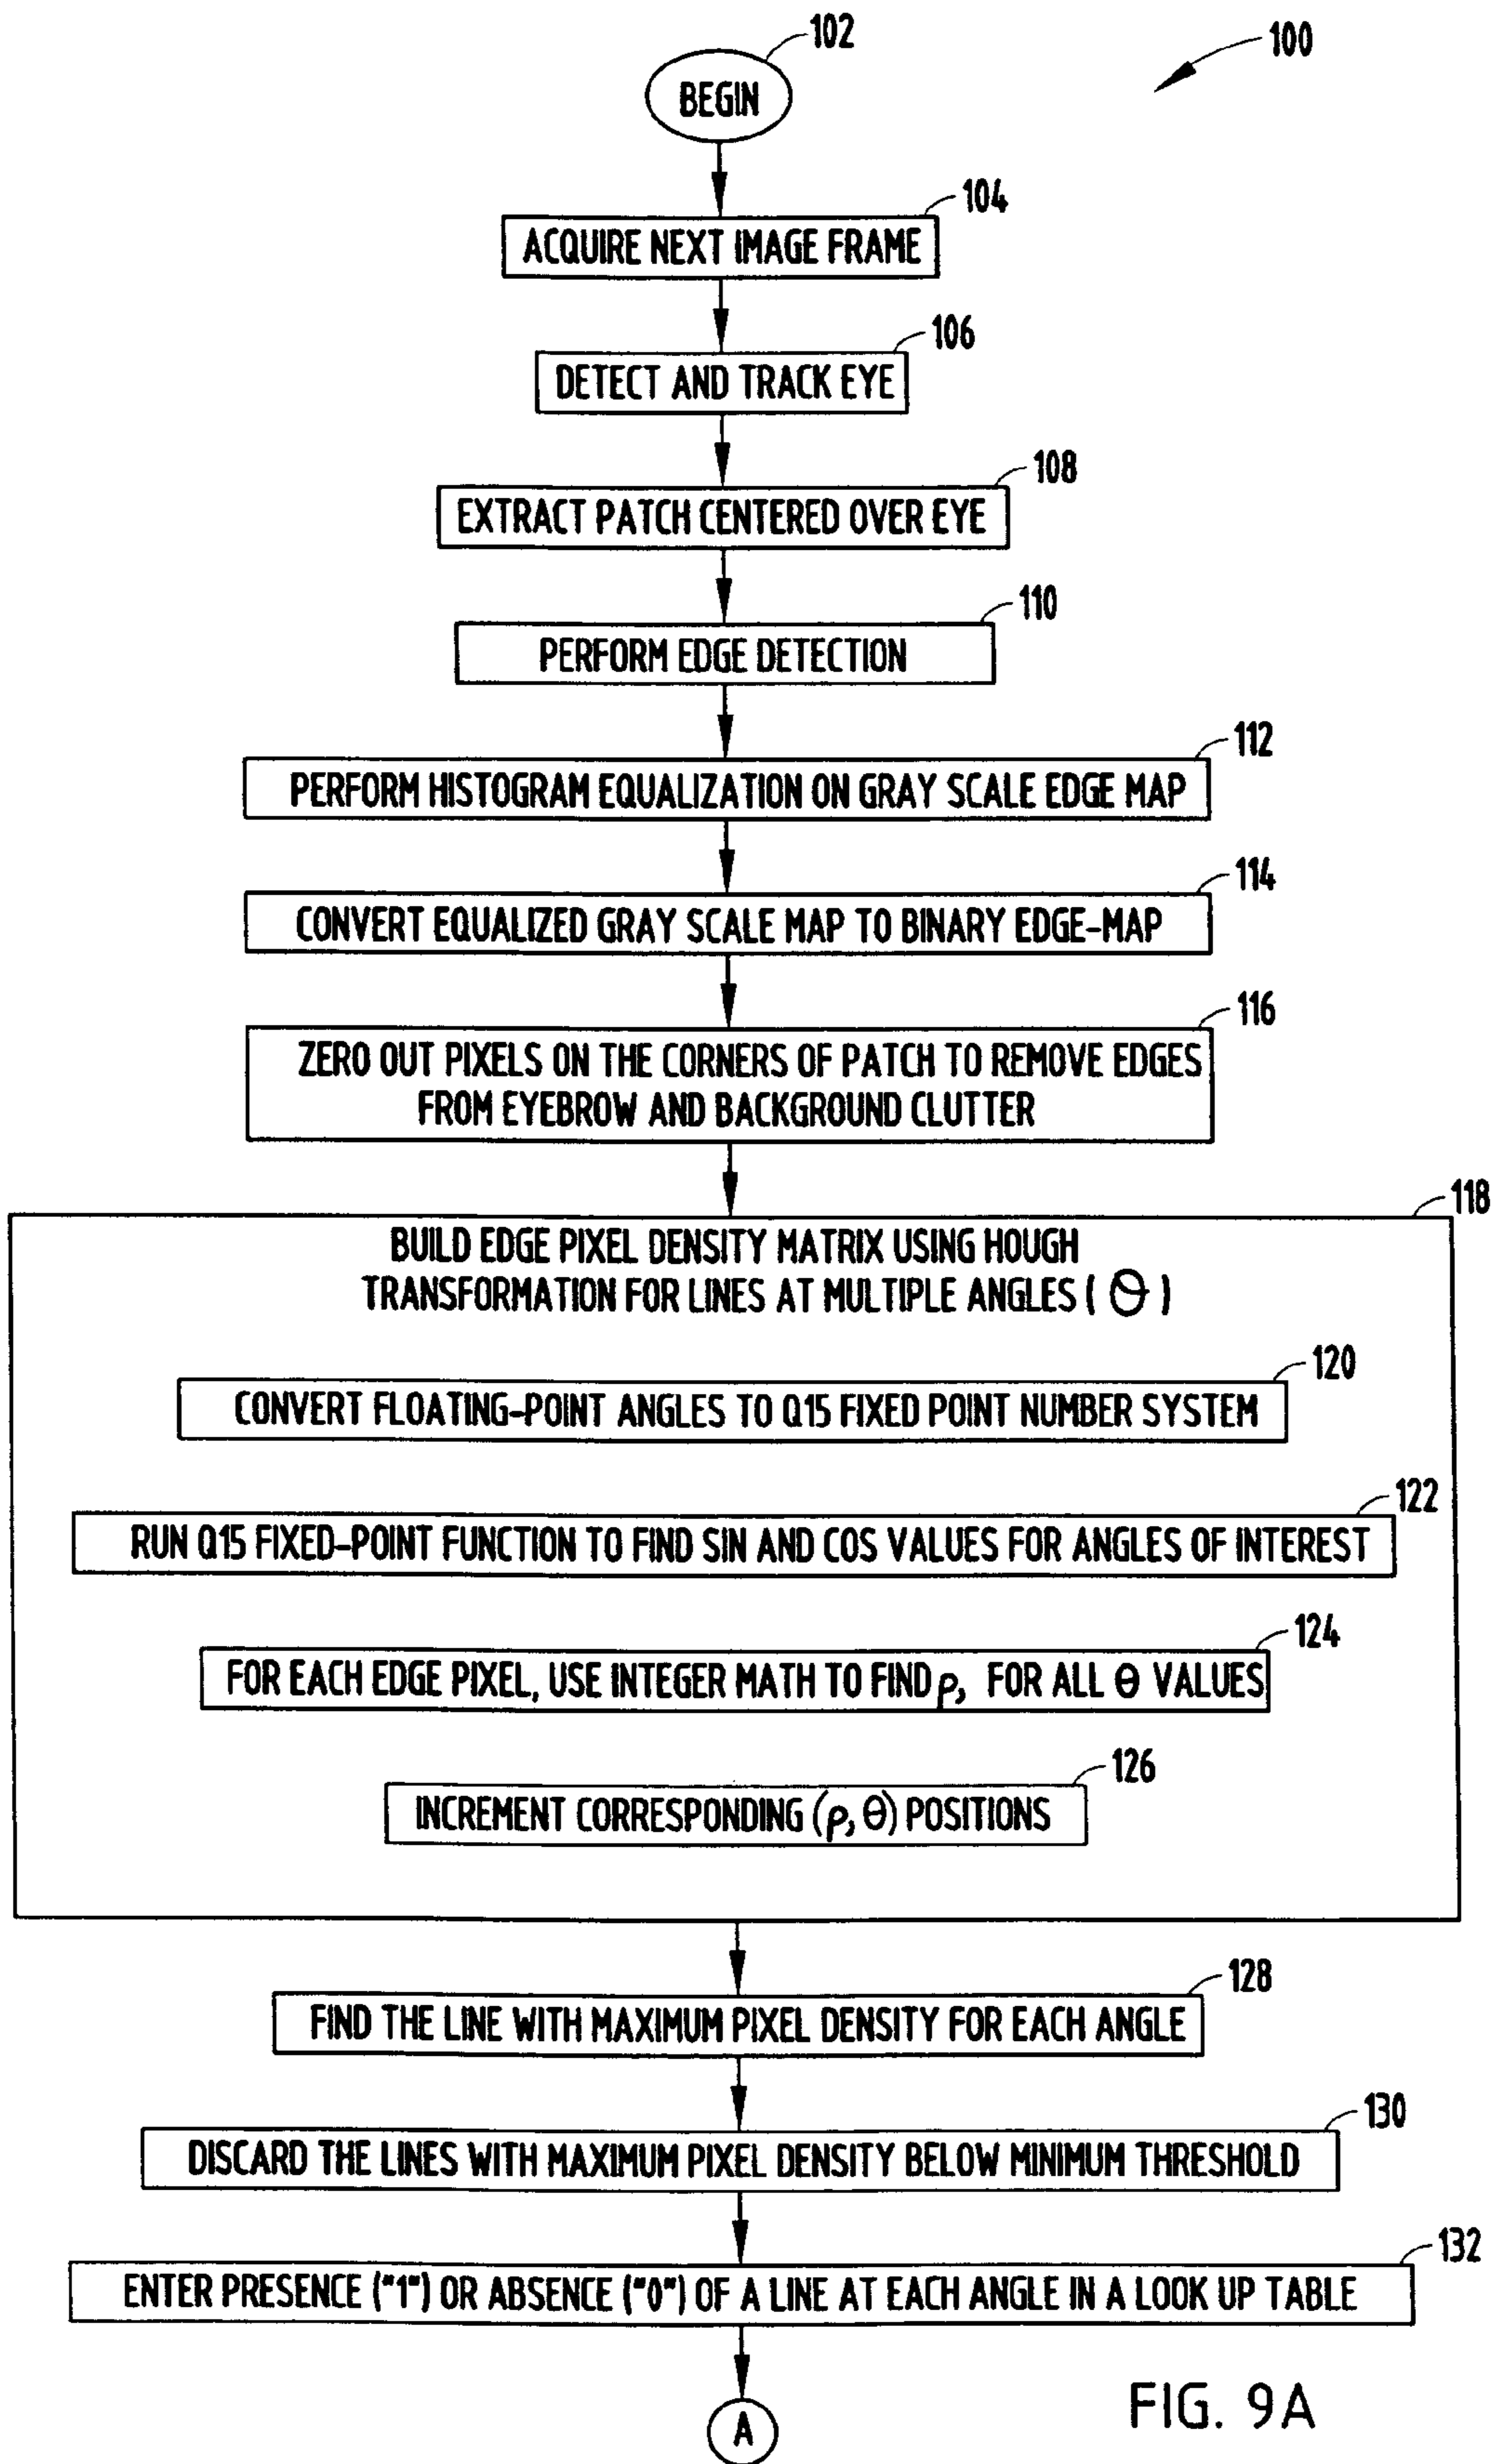 102
100
BEGIN
104
ACQUIRE NEXT IMAGE FRAME
106
DETECT AND TRACK EYE
108
EXTRACT PATCH CENTERED OVER EYE
110
PERFORM EDGE DETECTION
112
PERFORM HISTOGRAM EQUALIZATION ON GRAY SCALE EDGE MAP
114
CONVERT EQUALIZED GRAY SCALE MAP TO BINARY EDGE-MAP
116
ZERO OUT PIXELS ON THE CORNERS OF PATCH TO REMOVE EDGES
FROM EYEBROW AND BACKGROUND CLUTTER
118
BUILD EDGE PIXEL DENSITY MATRIX USING HOUGH
TRANSFORMATION FOR LINES AT MULTIPLE ANGLES ( Θ )
120
CONVERT FLOATING-POINT ANGLES TO Q15 FIXED POINT NUMBER SYSTEM
122
RUN Q15 FIXED-POINT FUNCTION TO FIND SIN AND COS VALUES FOR ANGLES OF INTEREST
124
FOR EACH EDGE PIXEL, USE INTEGER MATH TO FIND ρ, FOR ALL Θ VALUES
126
INCREMENT CORRESPONDING (ρ, Θ) POSITIONS
128
FIND THE LINE WITH MAXIMUM PIXEL DENSITY FOR EACH ANGLE
130
DISCARD THE LINES WITH MAXIMUM PIXEL DENSITY BELOW MINIMUM THRESHOLD
132
ENTER PRESENCE ("1") OR ABSENCE ("0") OF A LINE AT EACH ANGLE IN A LOOK UP TABLE
A
FIG. 9A